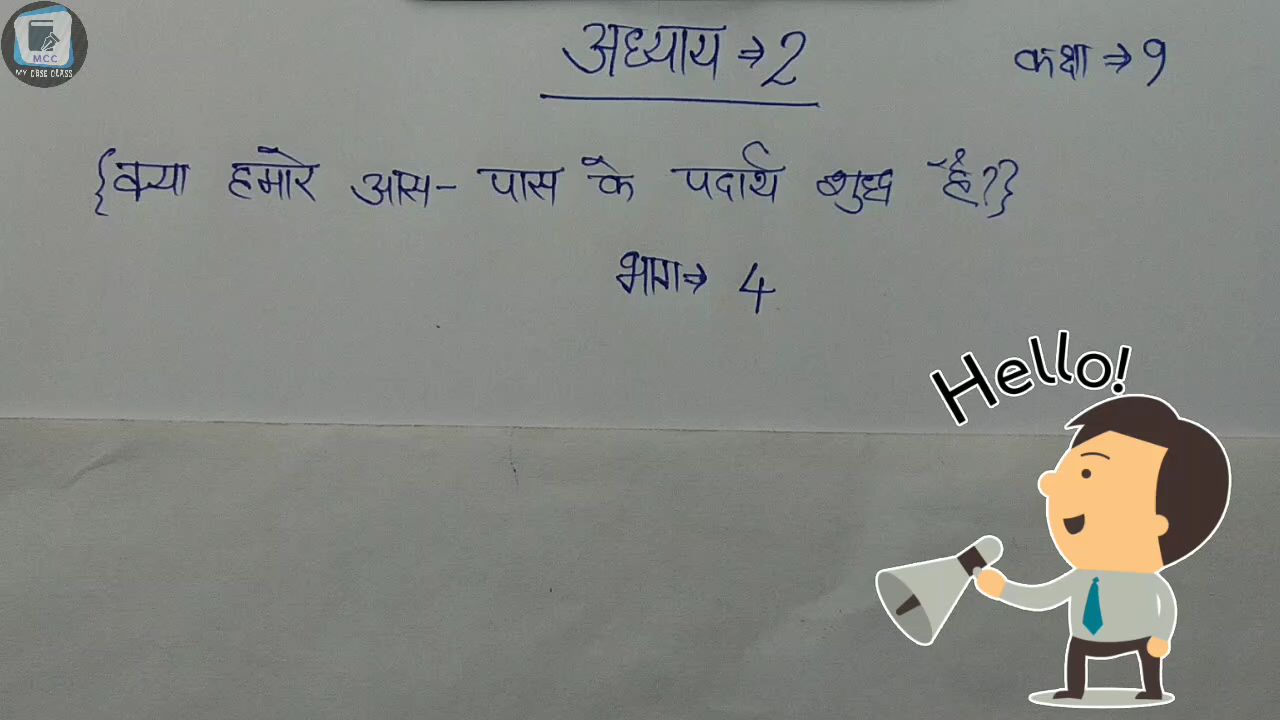 MCC
MY CBSE CLASS
अध्याय ⇒ 2
कक्षा ⇒ 9
{क्या हमारे आस-पास के पदार्थ शुद्ध हैं?}
भाग ⇒ 4
Hello!